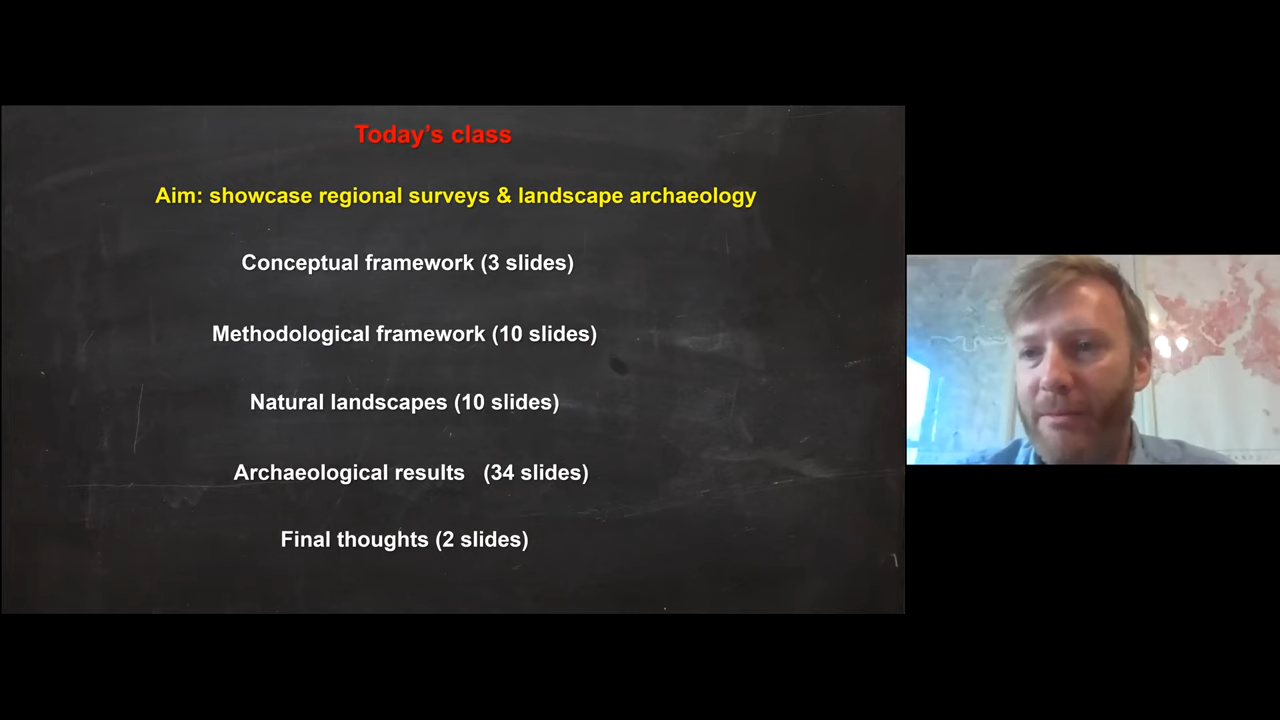 Today’s class
Aim: showcase regional surveys & landscape archaeology
Conceptual framework (3 slides)
Methodological framework (10 slides)
Natural landscapes (10 slides)
Archaeological results (34 slides)
Final thoughts (2 slides)